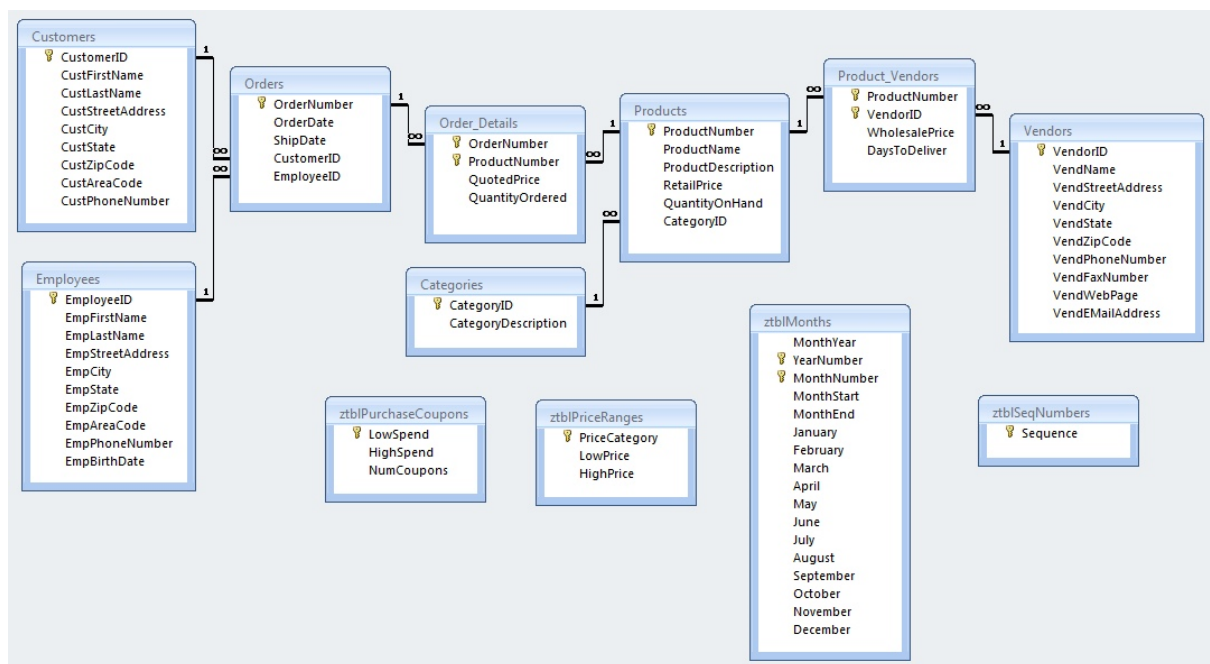 Customers
CustomerID
CustFirstName
CustLastName
CustStreetAddress
CustCity
CustState
CustZipCode
CustAreaCode
CustPhoneNumber
1
∞
∞
Orders
OrderNumber
OrderDate
ShipDate
CustomerID
EmployeeID
1
∞
Order_Details
OrderNumber
ProductNumber
QuotedPrice
QuantityOrdered
1
∞
Products
ProductNumber
ProductName
ProductDescription
RetailPrice
QuantityOnHand
CategoryID
∞
1
∞
Product_Vendors
ProductNumber
VendorID
WholesalePrice
DaysToDeliver
∞
1
Vendors
VendorID
VendName
VendStreetAddress
VendCity
VendState
VendZipCode
VendPhoneNumber
VendFaxNumber
VendWebPage
VendEMailAddress
Employees
EmployeeID
EmpFirstName
EmpLastName
EmpStreetAddress
EmpCity
EmpState
EmpZipCode
EmpAreaCode
EmpPhoneNumber
EmpBirthDate
1
Categories
CategoryID
CategoryDescription
1
ztblPurchaseCoupons
LowSpend
HighSpend
NumCoupons
ztblPriceRanges
PriceCategory
LowPrice
HighPrice
ztblMonths
MonthYear
YearNumber
MonthNumber
MonthStart
MonthEnd
January
February
March
April
May
June
July
August
September
October
November
December
ztblSeqNumbers
Sequence